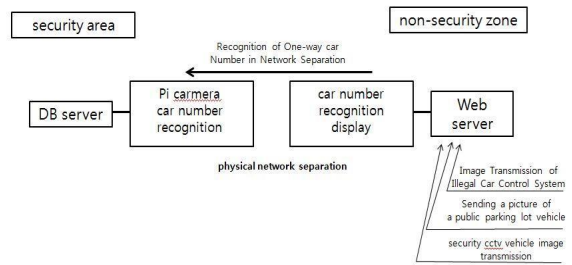 security area
non-security zone
Recognition of One-way car
Number in Network Separation
DB server
Pi carmera
car number
recognition
car number
recognition
display
Web
server
physical network separation
Image Transmission of
Illegal Car Control System
Sending a picture of
a public parking lot vehicle
security cctv vehicle image
transmission